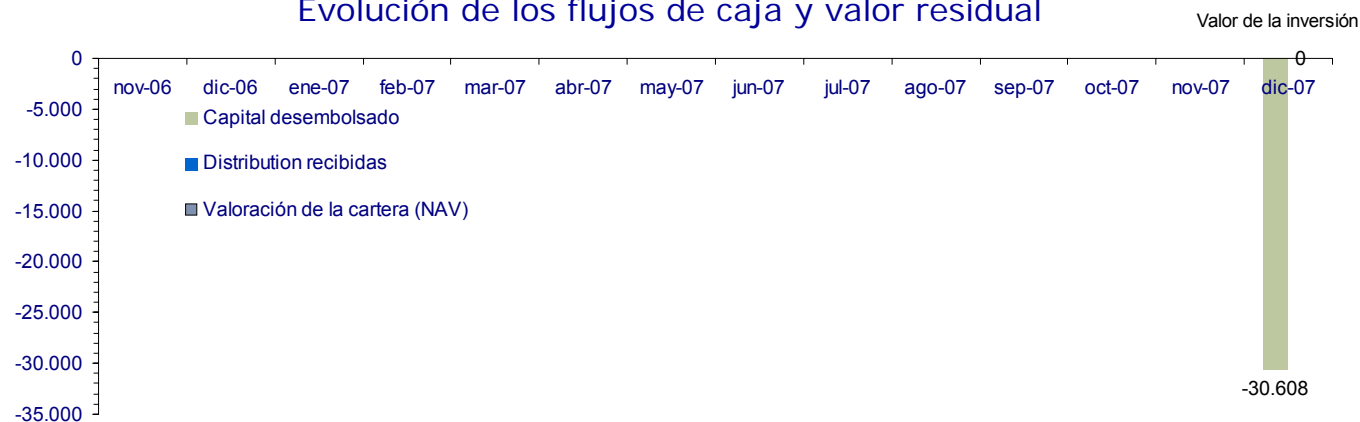 Evolución de los flujos de caja y valor residual
Valor de la inversión
0
0
nov-06 dic-06 ene-07 feb-07 mar-07 abr-07 may-07 jun-07 jul-07 ago-07 sep-07 oct-07 nov-07 dic-07
-5.000
Capital desembolsado
-10.000
Distribution recibidas
-15.000
Valoración de la cartera (NAV)
-20.000
-25.000
-30.000
-30.608
-35.000